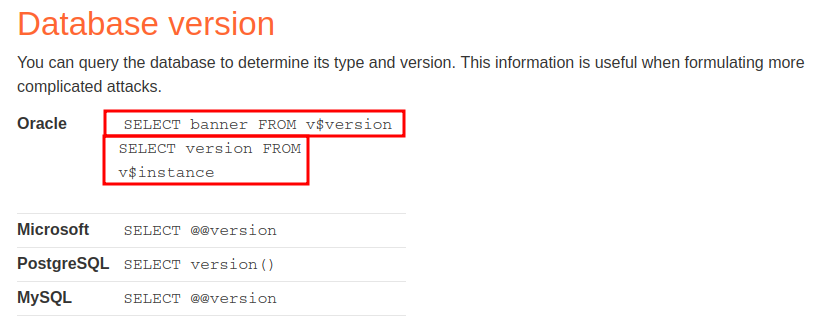 Database version
You can query the database to determine its type and version. This information is useful when formulating more
complicated attacks.
Oracle SELECT banner FROM v$version
SELECT version FROM
v$instance
Microsoft SELECT @@version
PostgreSQL SELECT version()
MySQL SELECT @@version